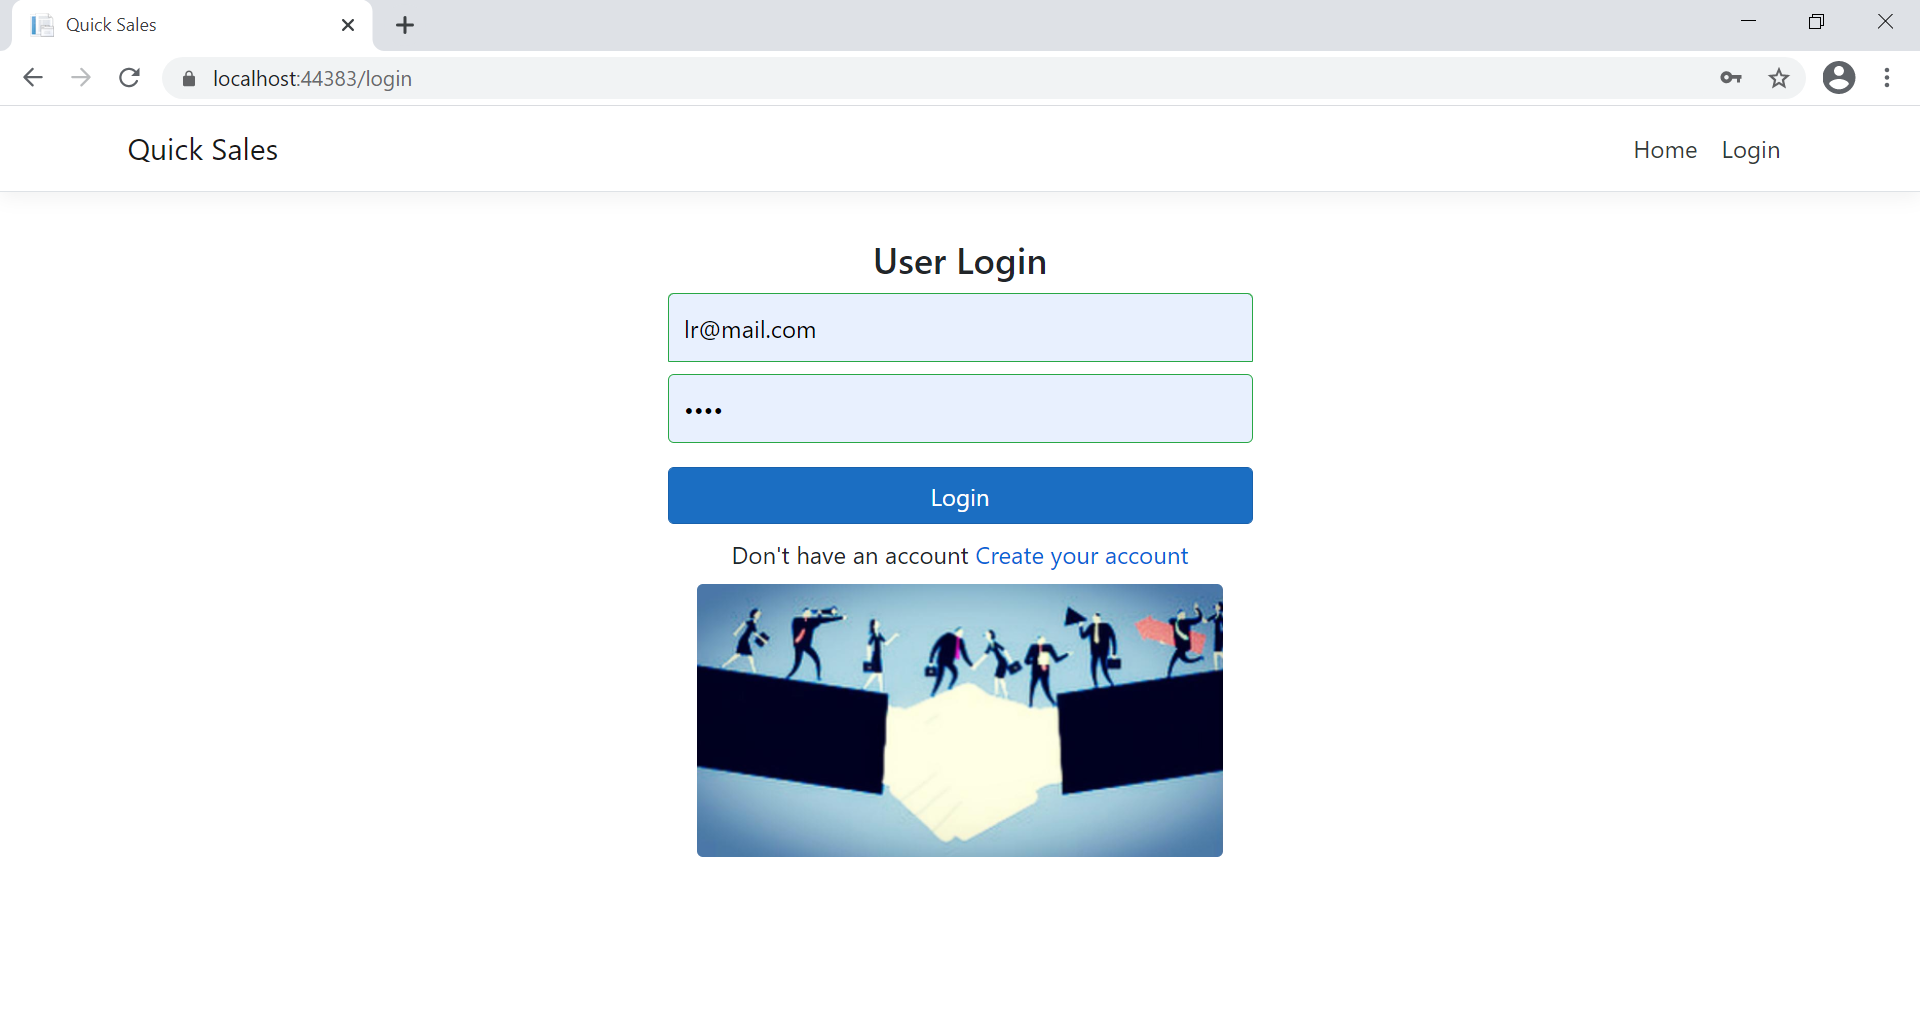 Quick Sales
localhost:44383/login
Quick Sales
Home Login
User Login
lr@mail.com
••••
Login
Don't have an account Create your account